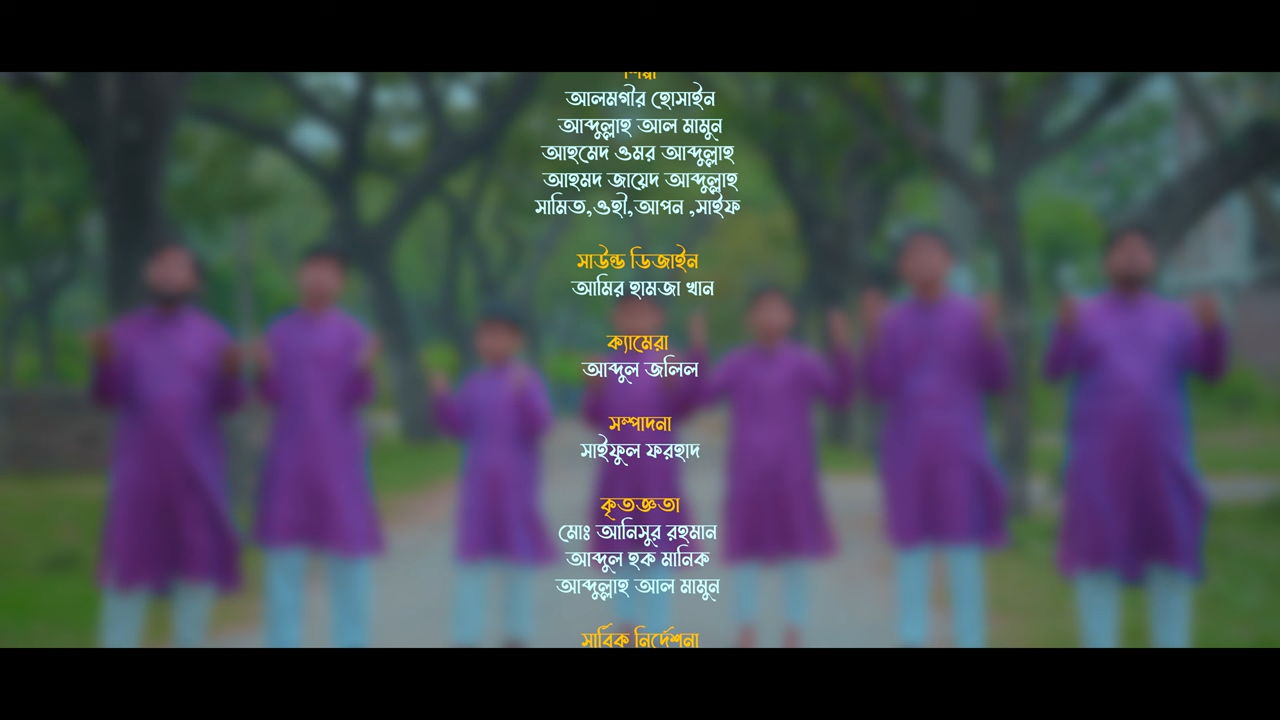 শিল্পী
আলমগীর হোসাইন
আব্দুল্লাহ আল মামুন
আহমেদ ওমর আব্দুল্লাহ
আহমদ জায়েদ আব্দুল্লাহ
সামিত,ওহী,আপন ,সাইফ
সাউন্ড ডিজাইন
আমির হামজা খান
ক্যামেরা
আব্দুল জলিল
সম্পাদনা
সাইফুল ফরহাদ
কৃতজ্ঞতা
মোঃ আনিসুর রহমান
আব্দুল হক মানিক
আব্দুল্লাহ আল মামুন
সার্বিক নির্দেশনা